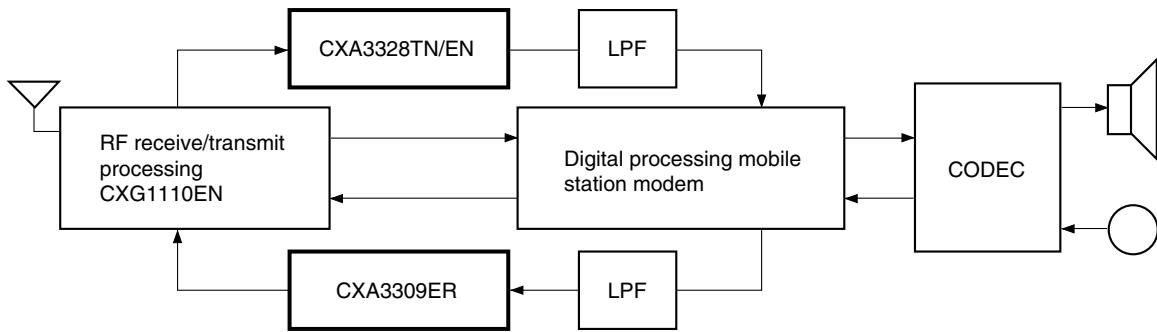 CXA3328TN/EN
LPF
RF receive/transmit
processing
CXG1110EN
Digital processing mobile
station modem
CODEC
CXA3309ER
LPF